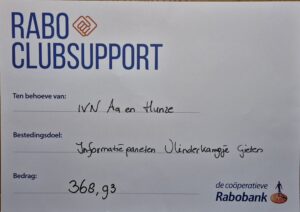 RABO
CLUBSUPPORT
Ten behoeve van:
IVN Aa en Hunze
Bestedingsdoel:
Informatiepanelen Vlinderkampje Gieten
Bedrag:
368,93
de coöperatieve
Rabobank